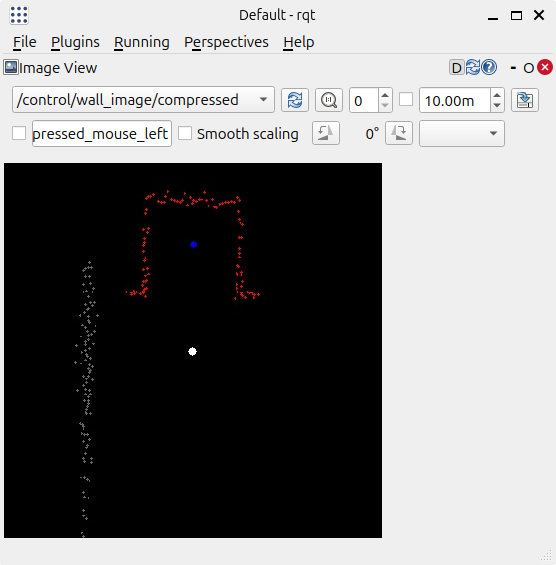 Default - rqt
File Plugins Running Perspectives Help
Image View D - O
/control/wall_image/compressed 0 10.00m
pressed_mouse_left Smooth scaling 0°